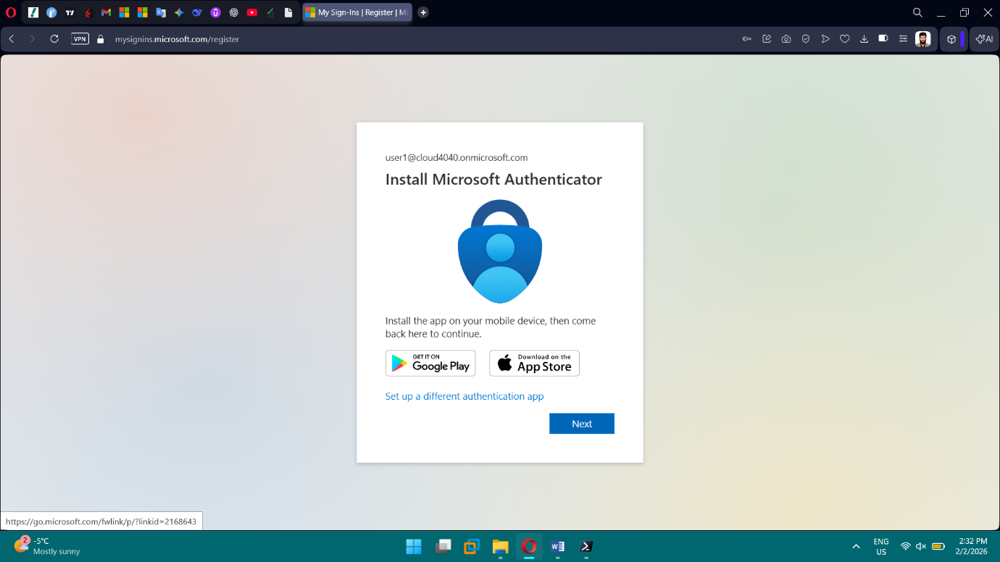 My Sign-Ins | Register | Mi
VPN
mysignins.microsoft.com/register
AI
user1@cloud4040.onmicrosoft.com
Install Microsoft Authenticator
Install the app on your mobile device, then come
back here to continue.
GET IT ON
Google Play
Download on the
App Store
Set up a different authentication app
Next
https://go.microsoft.com/fwlink/p/?linkid=2168643
2
-5°C
Mostly sunny
ENG
US
2:32 PM
2/2/2026